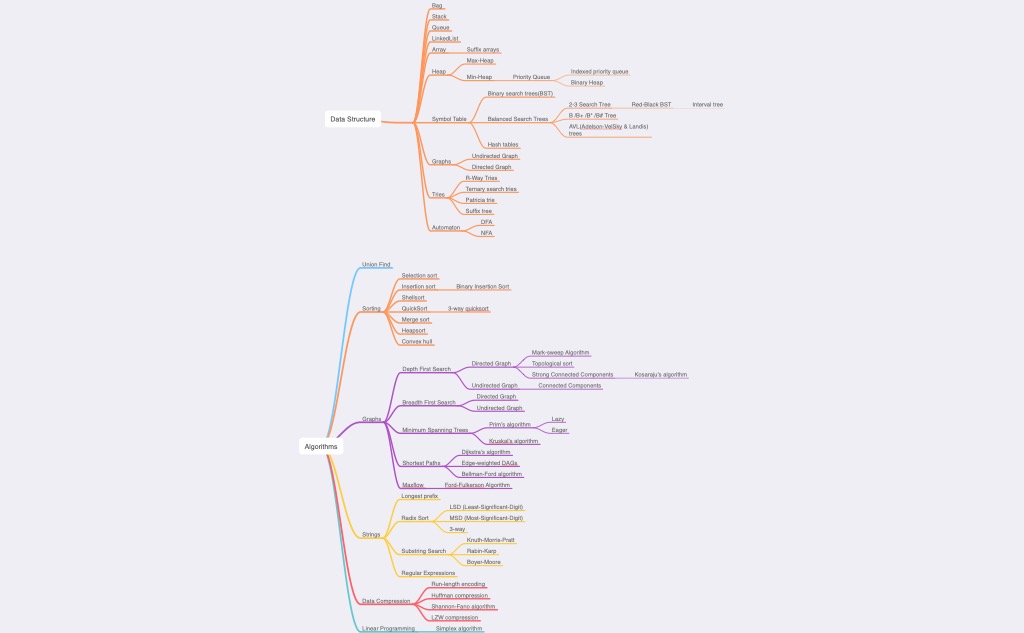 Bag
Stack
Queue
LinkedList
Array
Suffix arrays
Heap
Max-Heap
Min-Heap
Priority Queue
Indexed priority queue
Binary Heap
Data Structure
Symbol Table
Binary search trees(BST)
Balanced Search Trees
2-3 Search Tree
Red-Black BST
Interval tree
B /B+ /B* /B# Tree
AVL(Adelson-VelSky & Landis)
trees
Hash tables
Graphs
Undirected Graph
Directed Graph
Tries
R-Way Tries
Ternary search tries
Patricia trie
Suffix tree
Automaton
DFA
NFA
Algorithms
Union Find
Sorting
Selection sort
Insertion sort
Binary Insertion Sort
Shellsort
QuickSort
3-way quicksort
Merge sort
Heapsort
Convex hull
Graphs
Depth First Search
Directed Graph
Mark-sweep Algorithm
Topological sort
Strong Connected Components
Kosaraju's algorithm
Undirected Graph
Connected Components
Breadth First Search
Directed Graph
Undirected Graph
Minimum Spanning Trees
Prim's algorithm
Lazy
Eager
Kruskal's algorithm
Shortest Paths
Dijkstra's algorithm
Edge-weighted DAGs
Bellman-Ford algorithm
Maxflow
Ford-Fulkerson Algorithm
Strings
Longest prefix
Radix Sort
LSD (Least-Significant-Digit)
MSD (Most-Significant-Digit)
3-way
Substring Search
Knuth-Morris-Pratt
Rabin-Karp
Boyer-Moore
Regular Expressions
Data Compression
Run-length encoding
Huffman compression
Shannon-Fano algorithm
LZW compression
Linear Programming
Simplex algorithm